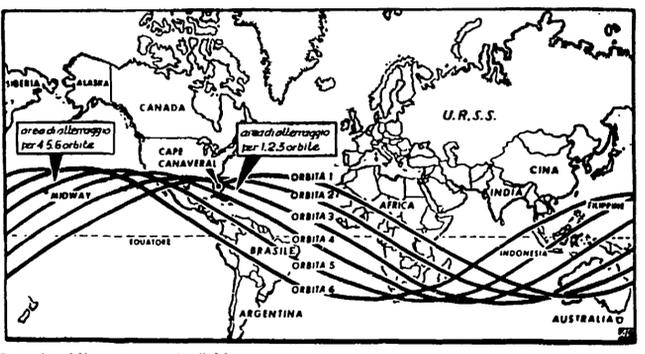 SIBERIA
ALASKA
CANADA
U.R.S.S.
area di atterraggio
per 4 5 6 orbite
area di atterraggio
per 1, 2, 3 orbite
CAPE
CANAVERAL
CINA
INDIA
MIDWAY
ORBITA 1
ORBITA 2
AFRICA
FILIPPINE
ORBITA 3
EQUATORE
BRASILE
ORBITA 4
INDONESIA
ORBITA 5
ORBITA 6
ARGENTINA
AUSTRALIA